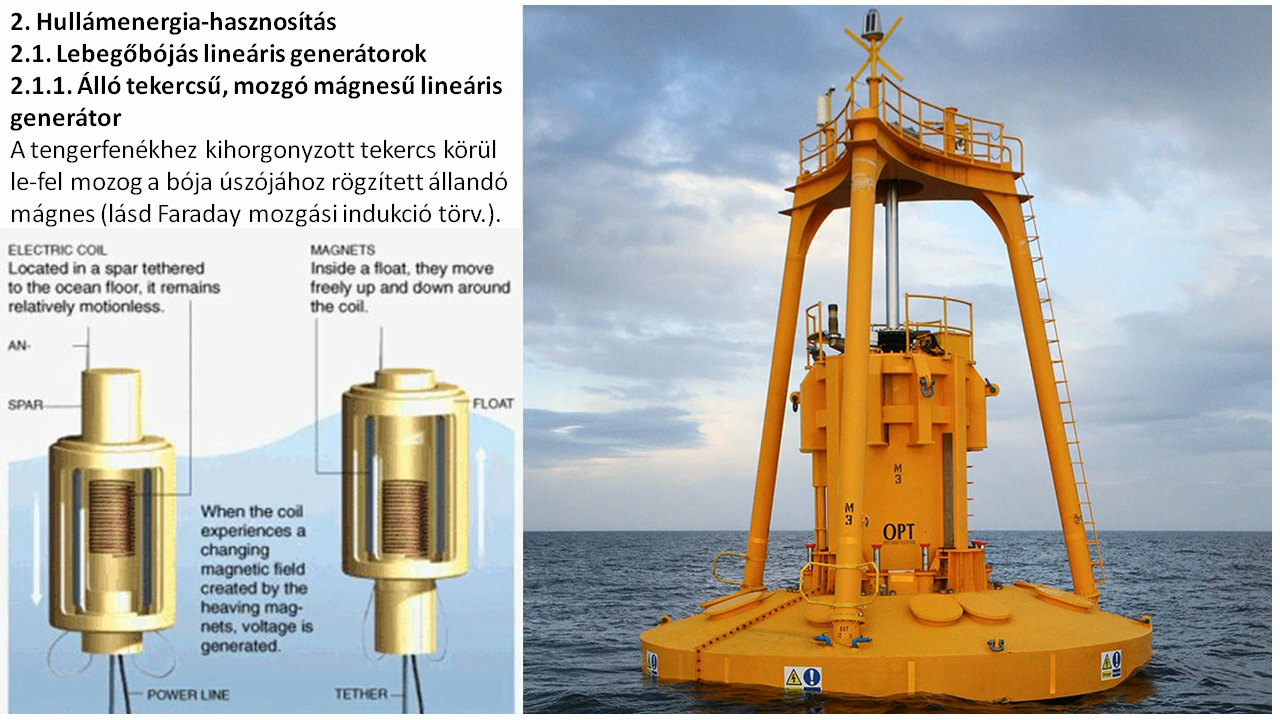 2. Hullámenergia-hasznosítás
2.1. Lebegőbójás lineáris generátorok
2.1.1. Álló tekercsű, mozgó mágnesű lineáris
generátor
A tengerfenékhez kihorgonyzott tekercs körül
le-fel mozog a bója úszójához rögzített állandó
mágnes (lásd Faraday mozgási indukció törv.).
ELECTRIC COIL
Located in a spar tethered
to the ocean floor, it remains
relatively motionless.
MAGNETS
Inside a float, they move
freely up and down around
the coil.
AN-
SPAR
FLOAT
When the coil
experiences a
changing
magnetic field
created by the
heaving mag-
nets, voltage is
generated.
POWER LINE
TETHER
M
3
M
3
OPT